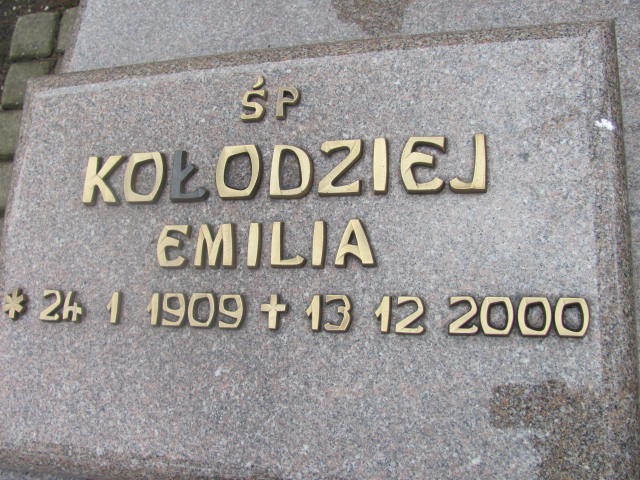 ŚP
KOŁODZIEJ
EMILIA
* 24 1 1909 ✝ 13 12 2000